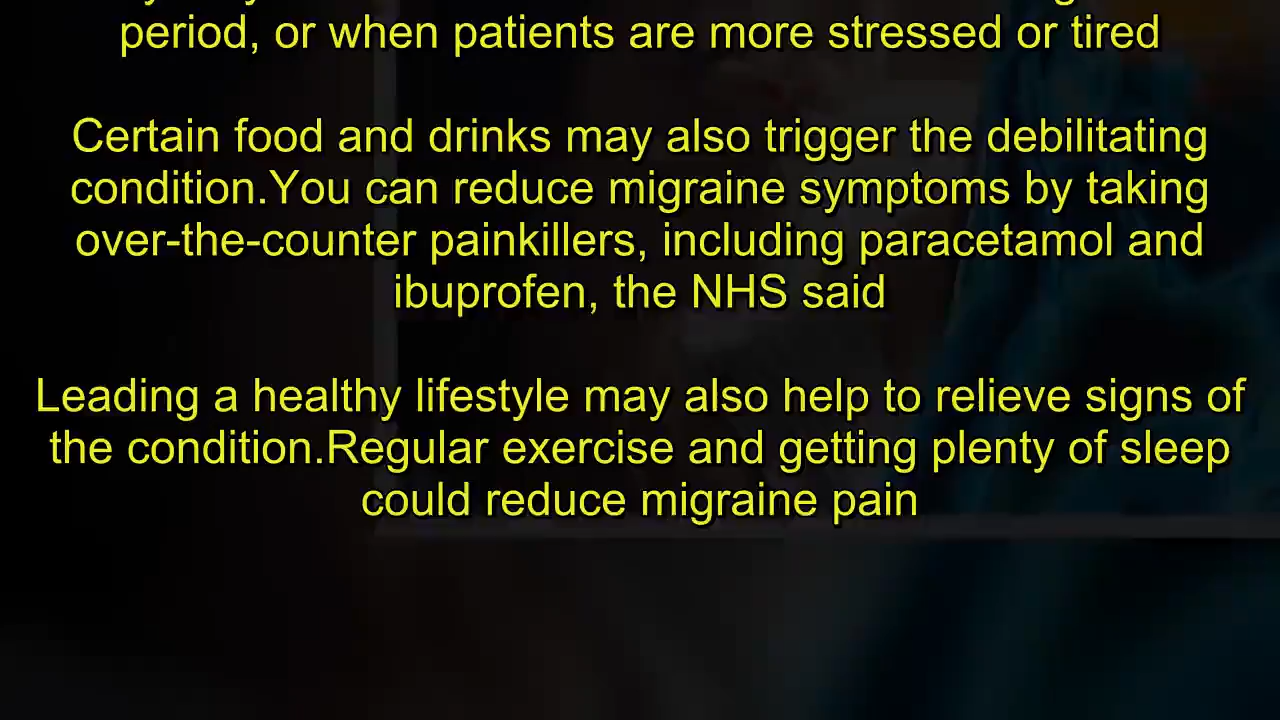 period, or when patients are more stressed or tired
Certain food and drinks may also trigger the debilitating
condition.You can reduce migraine symptoms by taking
over-the-counter painkillers, including paracetamol and
ibuprofen, the NHS said
Leading a healthy lifestyle may also help to relieve signs of
the condition.Regular exercise and getting plenty of sleep
could reduce migraine pain